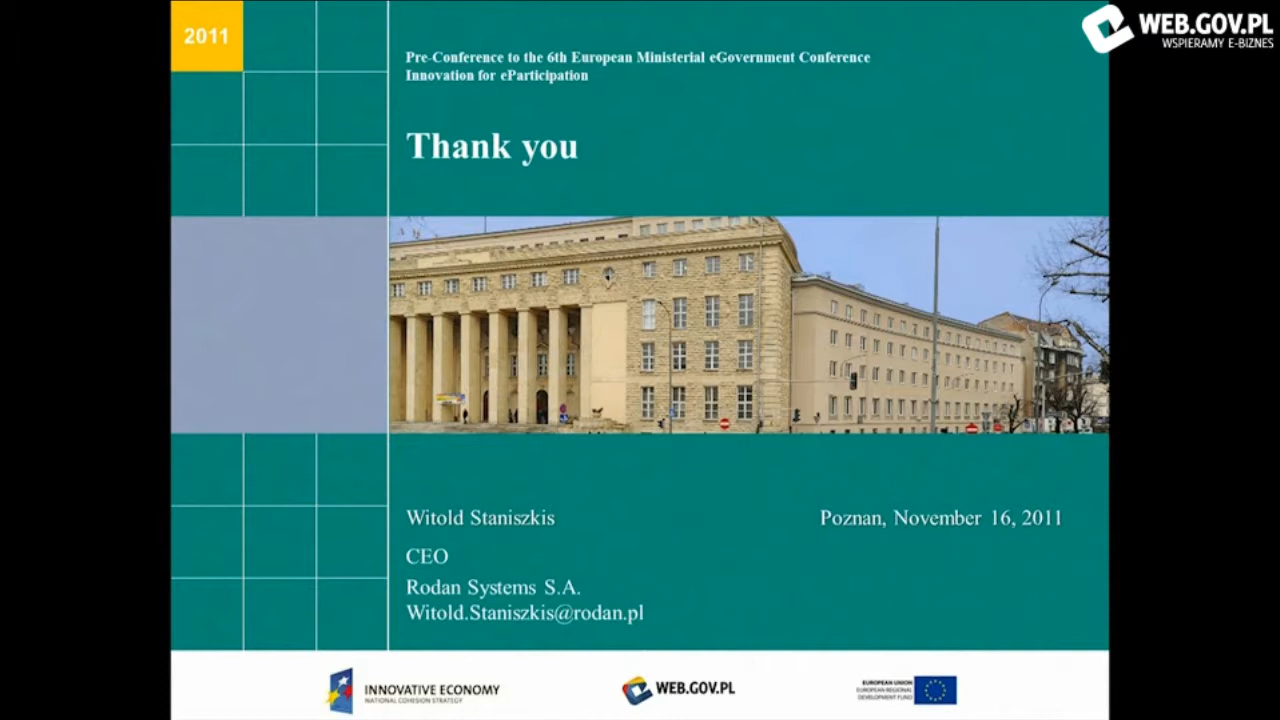 2011
WEB.GOV.PL
WSPIERAMY E-BIZNES
Pre-Conference to the 6th European Ministerial eGovernment Conference
Innovation for eParticipation
Thank you
Witold Staniszkis
Poznan, November 16, 2011
CEO
Rodan Systems S.A.
Witold.Staniszkis@rodan.pl
INNOVATIVE ECONOMY
NATIONAL COHESION STRATEGY
WEB.GOV.PL
EUROPEAN UNION
EUROPEAN REGIONAL
DEVELOPMENT FUND